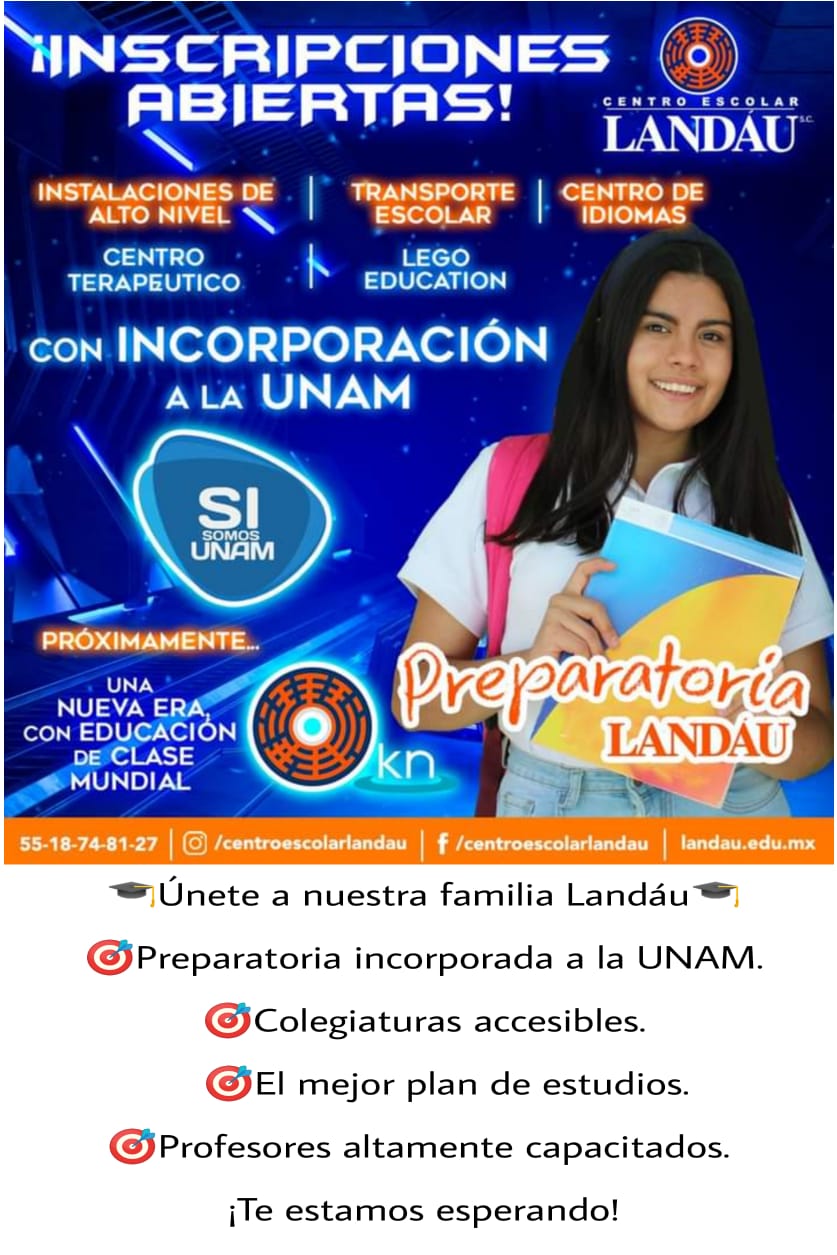 ¡INSCRIPCIONES
ABIERTAS!
CENTRO ESCOLAR
LANDÁU S.C.
INSTALACIONES DE
ALTO NIVEL
TRANSPORTE
ESCOLAR
CENTRO DE
IDIOMAS
CENTRO
TERAPEUTICO
LEGO
EDUCATION
CON INCORPORACIÓN
A LA UNAM
SI
SOMOS
UNAM
PRÓXIMAMENTE...
UNA
NUEVA ERA,
CON EDUCACIÓN
DE CLASE
MUNDIAL
kn
Preparatoria
LANDÁU
55-18-74-81-27 | /centroescolarlandau | f /centroescolarlandau | landau.edu.mx
🎓Únete a nuestra familia Landáu🎓
🎯Preparatoria incorporada a la UNAM.
🎯Colegiaturas accesibles.
🎯El mejor plan de estudios.
🎯Profesores altamente capacitados.
¡Te estamos esperando!